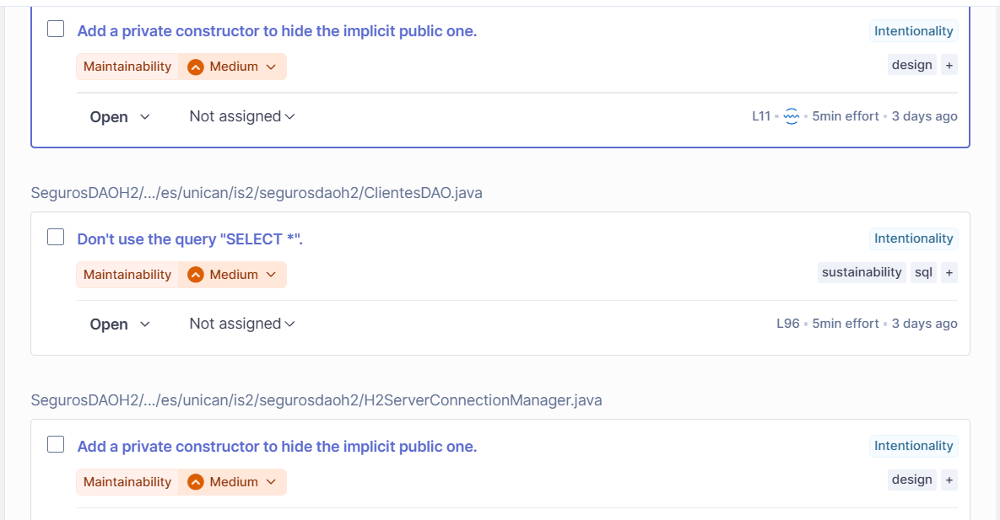 Add a private constructor to hide the implicit public one. Intentionality
Maintainability Medium design +
Open Not assigned L11 • 5min effort • 3 days ago
SegurosDAOH2/.../es/unican/is2/segurosdaoh2/ClientesDAO.java
Don't use the query "SELECT *". Intentionality
Maintainability Medium sustainability sql +
Open Not assigned L96 • 5min effort • 3 days ago
SegurosDAOH2/.../es/unican/is2/segurosdaoh2/H2ServerConnectionManager.java
Add a private constructor to hide the implicit public one. Intentionality
Maintainability Medium design +